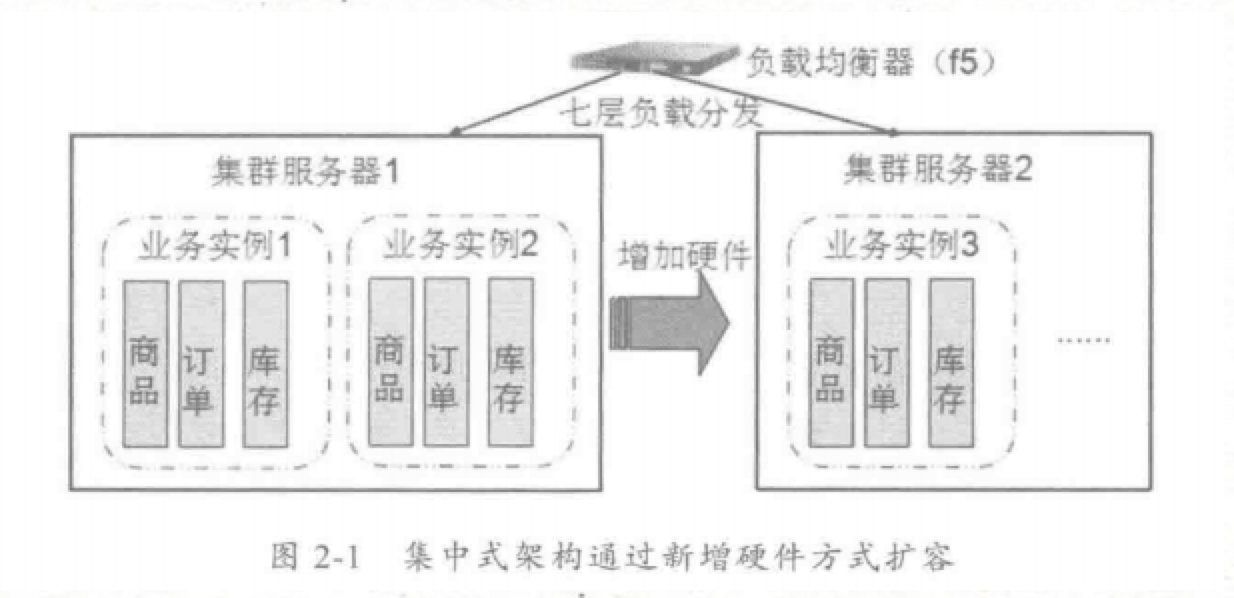 负载均衡器（f5）
七层负载分发
集群服务器1
业务实例1
商品
订单
库存
业务实例2
商品
订单
库存
增加硬件
集群服务器2
业务实例3
商品
订单
库存
······
图 2-1 集中式架构通过新增硬件方式扩容